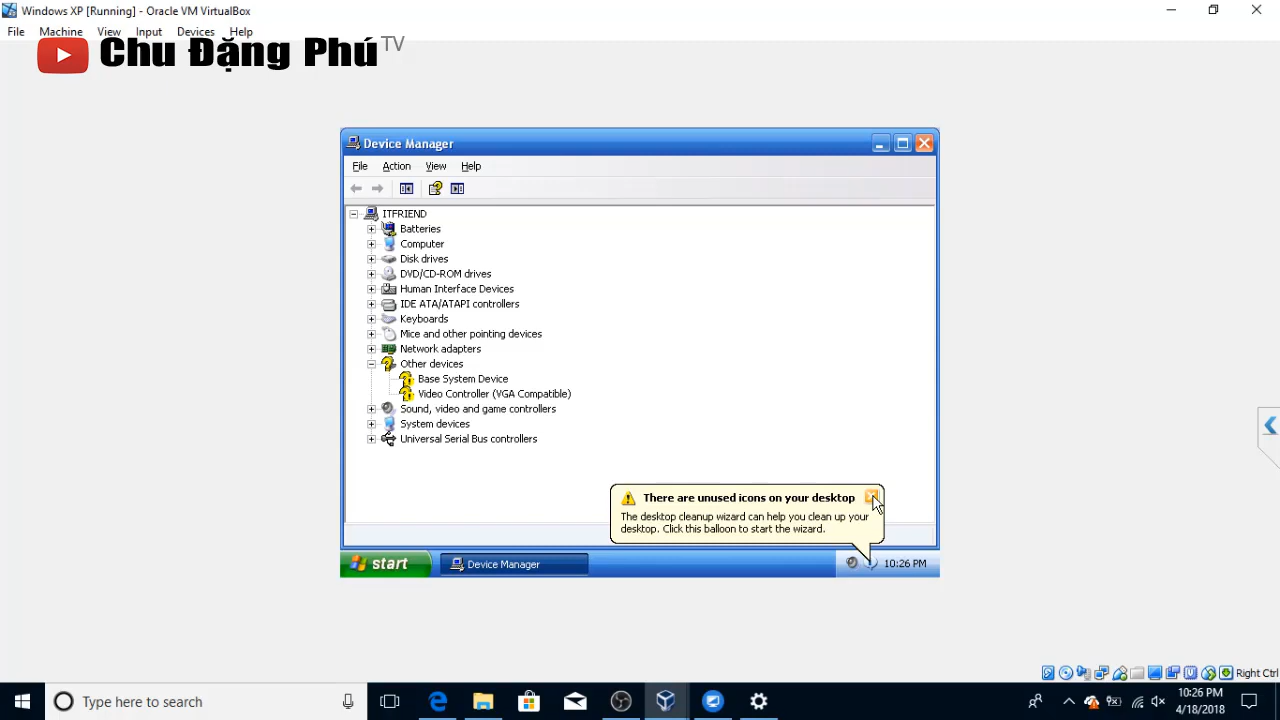 Windows XP [Running] - Oracle VM VirtualBox
File Machine View Input Devices Help
Chu Đặng Phú TV
Device Manager
File Action View Help
ITFRIEND
Batteries
Computer
Disk drives
DVD/CD-ROM drives
Human Interface Devices
IDE ATA/ATAPI controllers
Keyboards
Mice and other pointing devices
Network adapters
Other devices
Base System Device
Video Controller (VGA Compatible)
Sound, video and game controllers
System devices
Universal Serial Bus controllers
There are unused icons on your desktop
The desktop cleanup wizard can help you clean up your
desktop. Click this balloon to start the wizard.
start Device Manager 10:26 PM
Right Ctrl
Type here to search
10:26 PM
4/18/2018